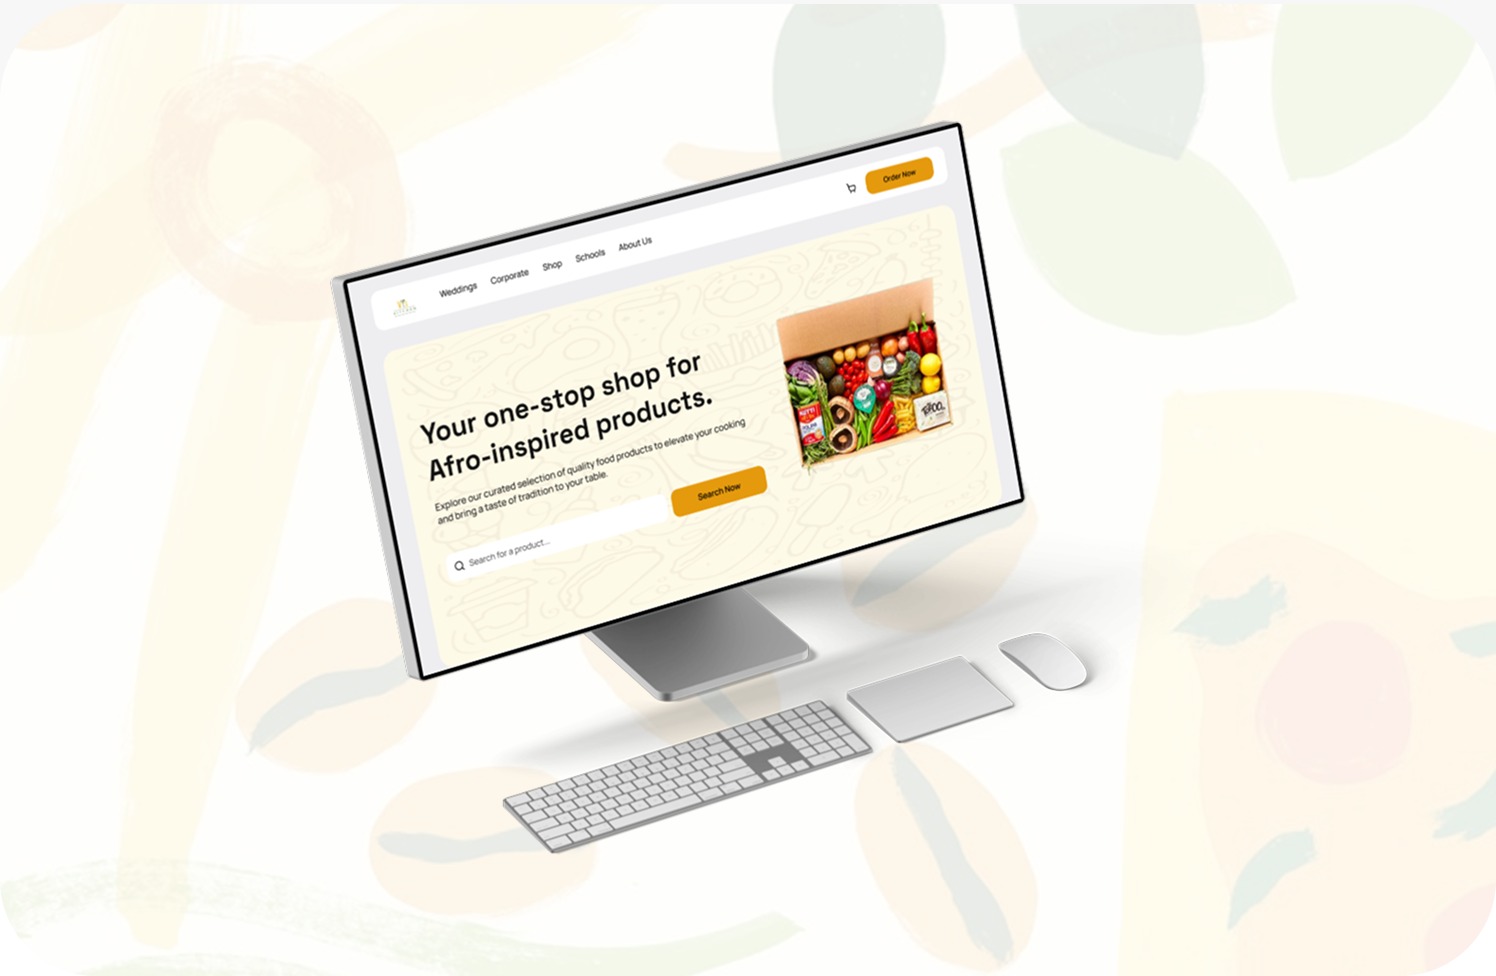 Weddings Corporate Shop Schools About Us
Order Now
Your one-stop shop for
Afro-inspired products.
Explore our curated selection of quality food products to elevate your cooking
and bring a taste of tradition to your table.
Search for a product...
Search Now